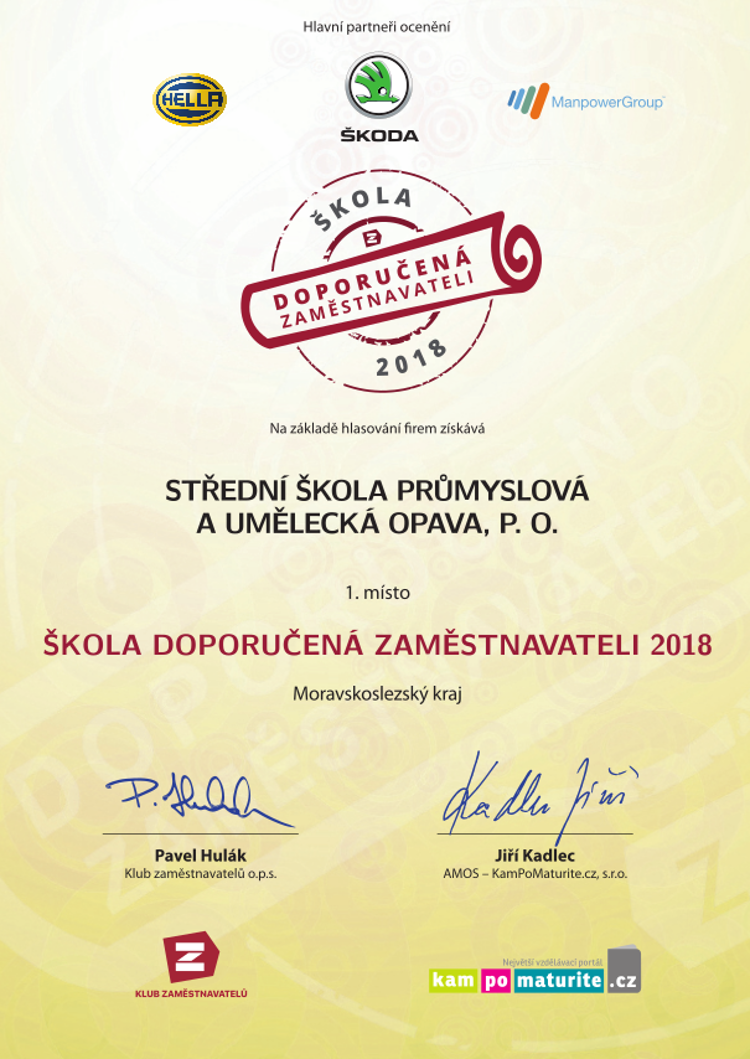 Hlavní partneři ocenění
HELLA
ŠKODA
ManpowerGroup
ŠKOLA
Z
DOPORUČENÁ
ZAMĚSTNAVATELI
2018
Na základě hlasování firem získává
STŘEDNÍ ŠKOLA PRŮMYSLOVÁ
A UMĚLECKÁ OPAVA, P. O.
1. místo
ŠKOLA DOPORUČENÁ ZAMĚSTNAVATELI 2018
Moravskoslezský kraj
P. Hulák
Kadlec Jiří
Pavel Hulák
Jiří Kadlec
Klub zaměstnavatelů o.p.s.
AMOS – KamPoMaturite.cz, s.r.o.
Z
KLUB ZAMĚSTNAVATELŮ
Největší vzdělávací portál
kam po maturite .cz